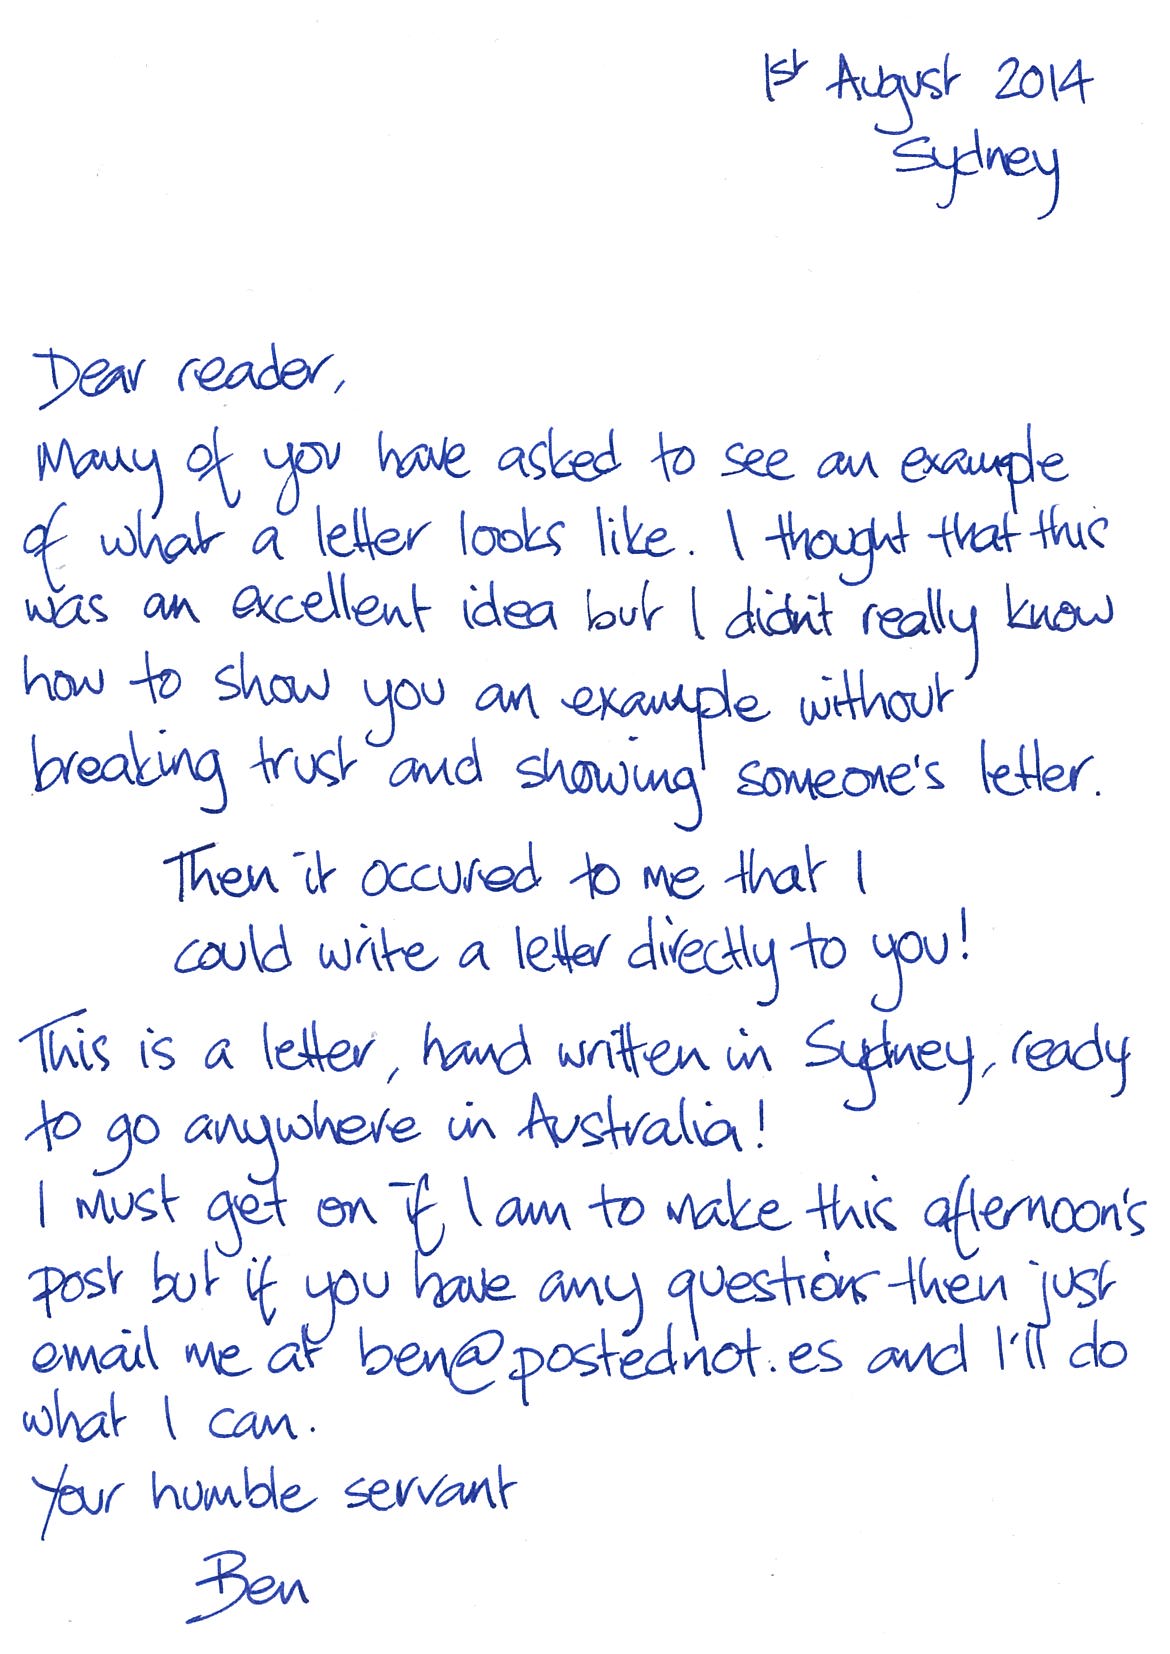 1st August 2014
Sydney
Dear reader,
Many of you have asked to see an example
of what a letter looks like. I thought that this
was an excellent idea but I didn't really know
how to show you an example without
breaking trust and showing someone's letter.
Then it occured to me that I
could write a letter directly to you!
This is a letter, hand written in Sydney, ready
to go anywhere in Australia!
I must get on if I am to make this afternoon's
post but if you have any questions then just
email me at ben@postednot.es and I'll do
what I can.
Your humble servant
Ben